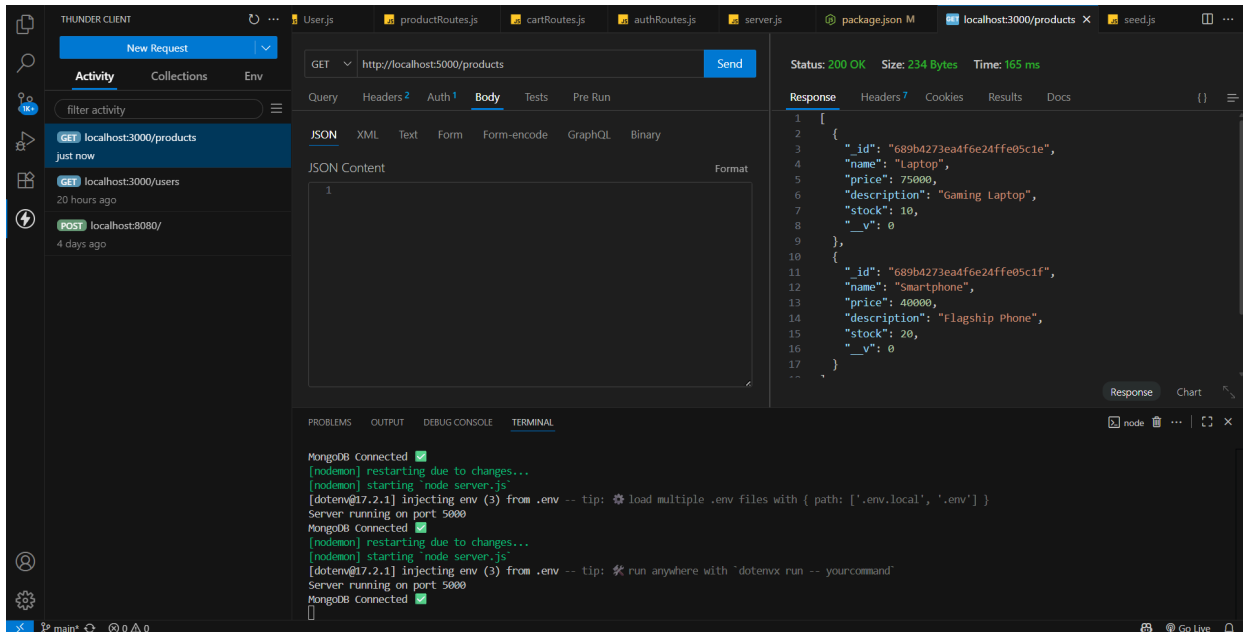 THUNDER CLIENT
New Request
Activity Collections Env
filter activity
GET localhost:3000/products
just now
GET localhost:3000/users
20 hours ago
POST localhost:8080/
4 days ago
1K+
User.js productRoutes.js cartRoutes.js authRoutes.js server.js package.json M GET localhost:3000/products seed.js
GET http://localhost:5000/products Send
Query Headers 2 Auth 1 Body Tests Pre Run
JSON XML Text Form Form-encode GraphQL Binary
JSON Content Format
1
Status: 200 OK Size: 234 Bytes Time: 165 ms
Response Headers 7 Cookies Results Docs {}
1 [
2 {
3 "_id": "689b4273ea4f6e24ffe05c1e",
4 "name": "Laptop",
5 "price": 75000,
6 "description": "Gaming Laptop",
7 "stock": 10,
8 "__v": 0
9 },
10 {
11 "_id": "689b4273ea4f6e24ffe05c1f",
12 "name": "Smartphone",
13 "price": 40000,
14 "description": "Flagship Phone",
15 "stock": 20,
16 "__v": 0
17 }
Response Chart
PROBLEMS OUTPUT DEBUG CONSOLE TERMINAL node
MongoDB Connected ✅
[nodemon] restarting due to changes...
[nodemon] starting `node server.js`
[dotenv@17.2.1] injecting env (3) from .env -- tip: ⚙️ load multiple .env files with { path: ['.env.local', '.env'] }
Server running on port 5000
MongoDB Connected ✅
[nodemon] restarting due to changes...
[nodemon] starting `node server.js`
[dotenv@17.2.1] injecting env (3) from .env -- tip: 🛠️ run anywhere with `dotenvx run -- yourcommand`
Server running on port 5000
MongoDB Connected ✅
main* 0 0 Go Live